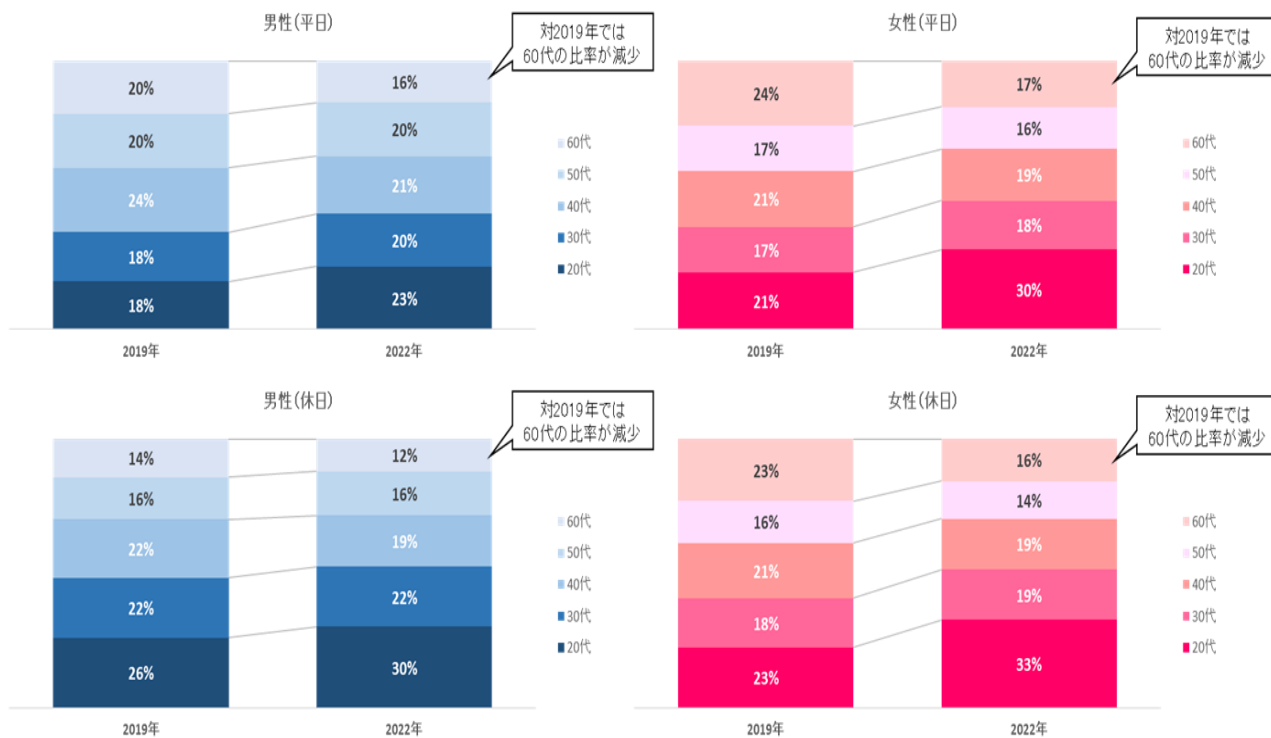 男性(平日)
対2019年では
60代の比率が減少
20%
20%
24%
18%
18%
16%
20%
21%
20%
23%
60代
50代
40代
30代
20代
2019年
2022年
女性(平日)
対2019年では
60代の比率が減少
24%
17%
21%
17%
21%
17%
16%
19%
18%
30%
60代
50代
40代
30代
20代
2019年
2022年
男性(休日)
対2019年では
60代の比率が減少
14%
16%
22%
22%
26%
12%
16%
19%
22%
30%
60代
50代
40代
30代
20代
2019年
2022年
女性(休日)
対2019年では
60代の比率が減少
23%
16%
21%
18%
23%
16%
14%
19%
19%
33%
60代
50代
40代
30代
20代
2019年
2022年